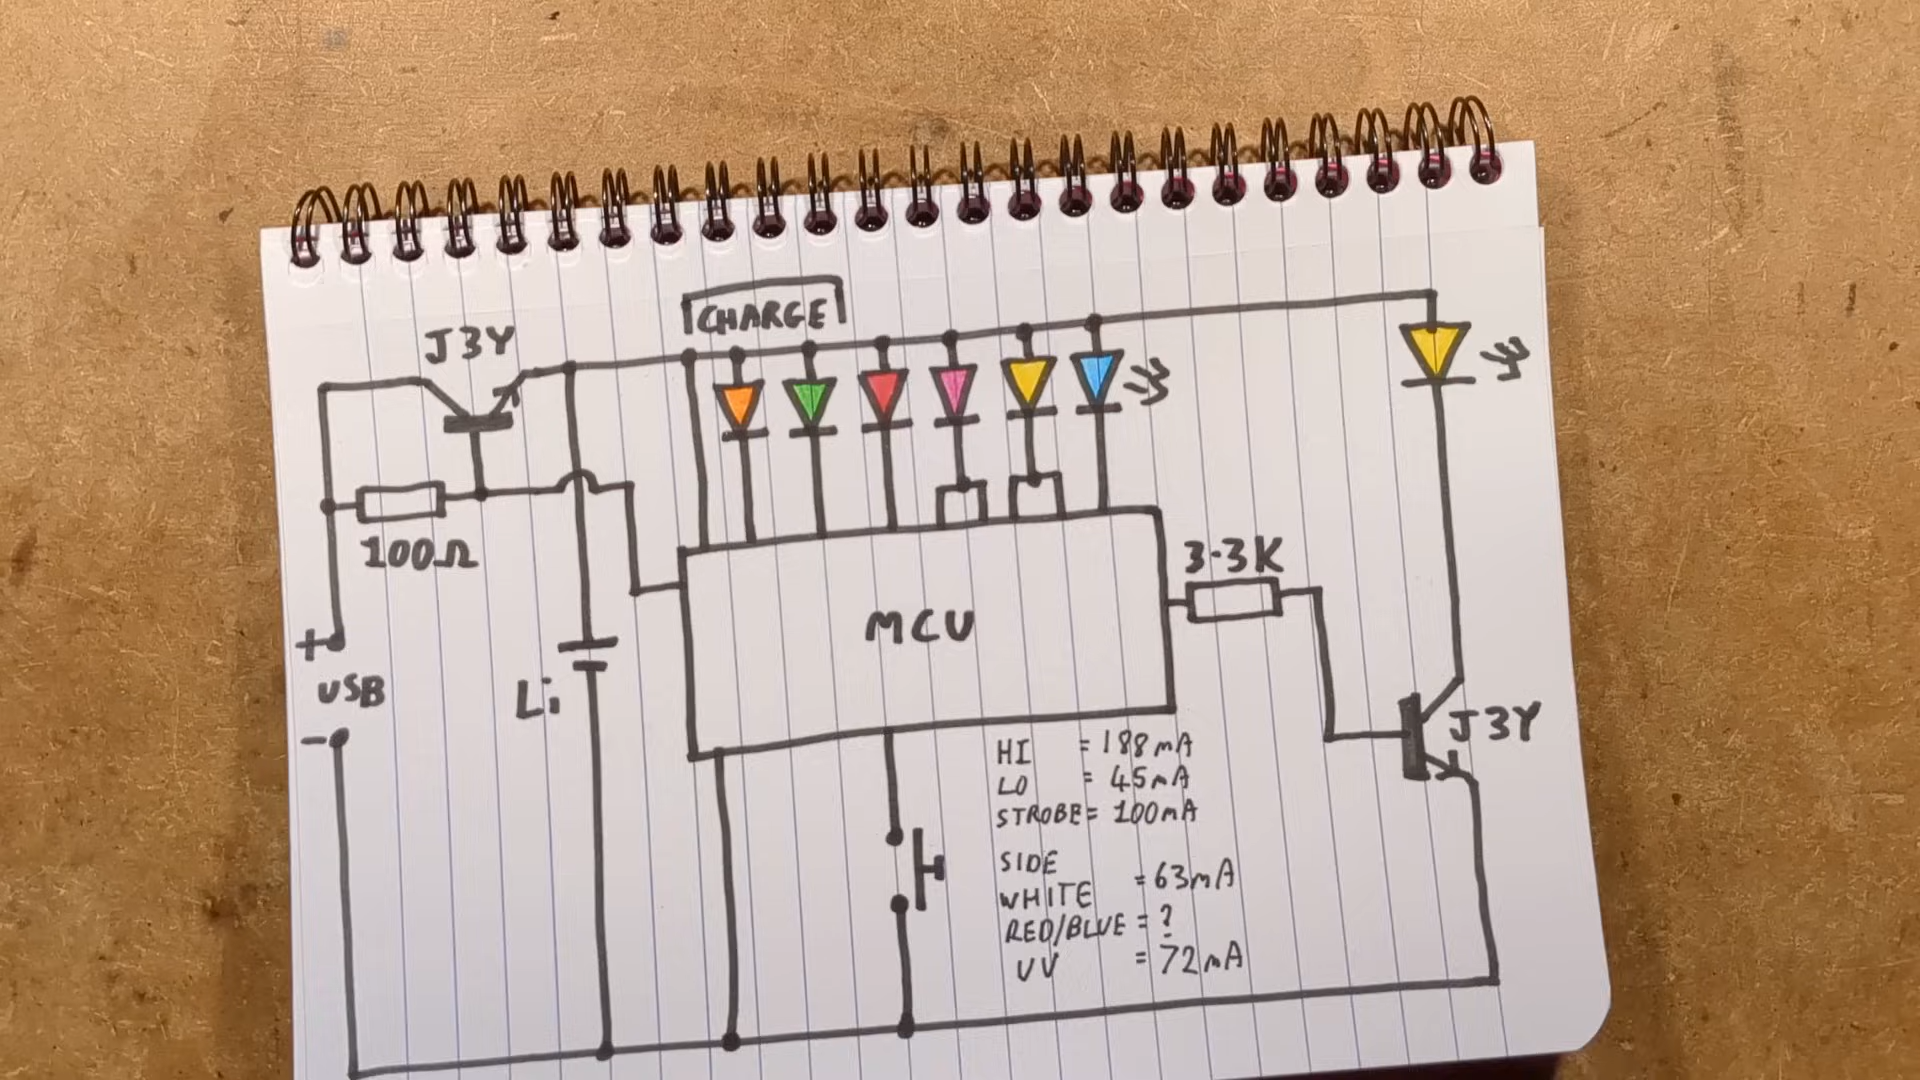 CHARGE
J3Y
100Ω
+
USB
-
Li
MCU
3.3K
J3Y
HI = 188mA
LO = 45mA
STROBE = 100mA
SIDE
WHITE = 63mA
RED/BLUE = ?
UV = 72mA